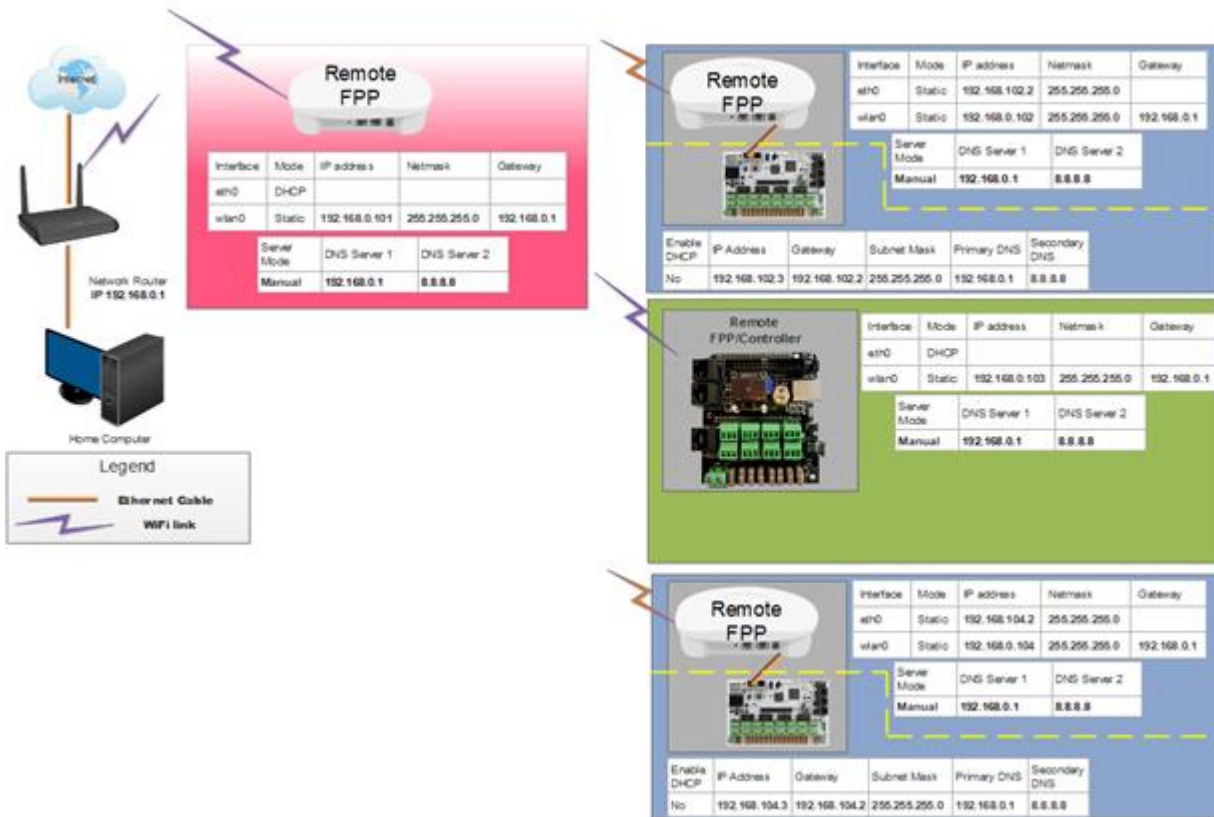 Internet
Network Router
IP 192.168.0.1
Home Computer
Legend
Ethernet Cable
WiFi link
Remote
FPP
Interface Mode IP address Netmask Gateway
eth0 DHCP
wlan0 Static 192.168.0.101 255.255.255.0 192.168.0.1
Server Mode DNS Server 1 DNS Server 2
Manual 192.168.0.1 8.8.8.8
Remote
FPP
Interface Mode IP address Netmask Gateway
eth0 Static 192.168.102.2 255.255.255.0
wlan0 Static 192.168.0.102 255.255.255.0 192.168.0.1
Server Mode DNS Server 1 DNS Server 2
Manual 192.168.0.1 8.8.8.8
Enable DHCP IP Address Gateway Subnet Mask Primary DNS Secondary DNS
No 192.168.102.3 192.168.102.2 255.255.255.0 192.168.0.1 8.8.8.8
Remote
FPP/Controller
Interface Mode IP address Netmask Gateway
eth0 DHCP
wlan0 Static 192.168.0.103 255.255.255.0 192.168.0.1
Server Mode DNS Server 1 DNS Server 2
Manual 192.168.0.1 8.8.8.8
Remote
FPP
Interface Mode IP address Netmask Gateway
eth0 Static 192.168.104.2 255.255.255.0
wlan0 Static 192.168.0.104 255.255.255.0 192.168.0.1
Server Mode DNS Server 1 DNS Server 2
Manual 192.168.0.1 8.8.8.8
Enable DHCP IP Address Gateway Subnet Mask Primary DNS Secondary DNS
No 192.168.104.3 192.168.104.2 255.255.255.0 192.168.0.1 8.8.8.8